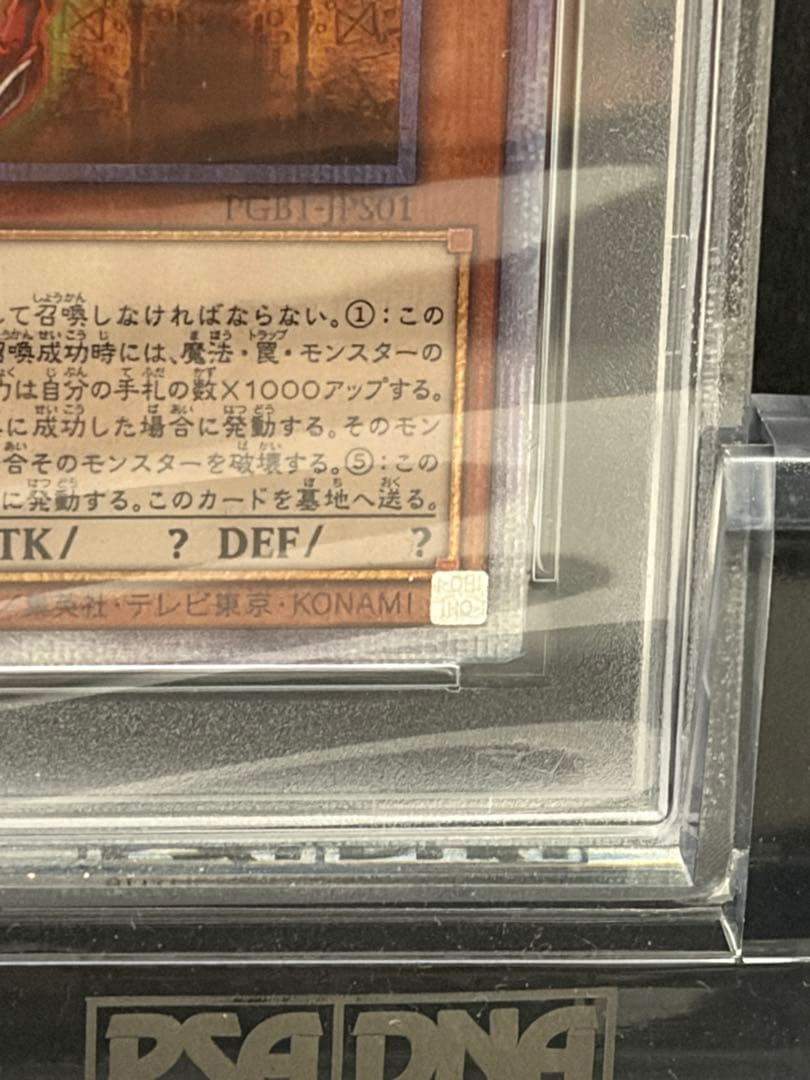 PGB1-JPS01
して召喚しなければならない。①:この
召喚成功時には、魔法・罠・モンスターの
力は自分の手札の数×1000アップする。
に成功した場合に発動する。そのモン
合そのモンスターを破壊する。⑤:この
に発動する。このカードを墓地へ送る。
TK/ ? DEF/ ?
集英社・テレビ東京・KONAMI
PSA DNA